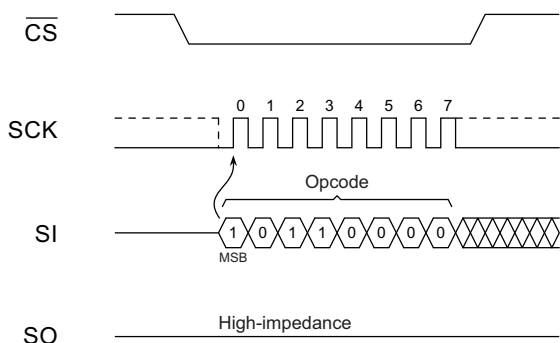 CS
0 1 2 3 4 5 6 7
SCK
Opcode
SI
1 0 1 1 0 0 0 0
MSB
High-impedance
SO